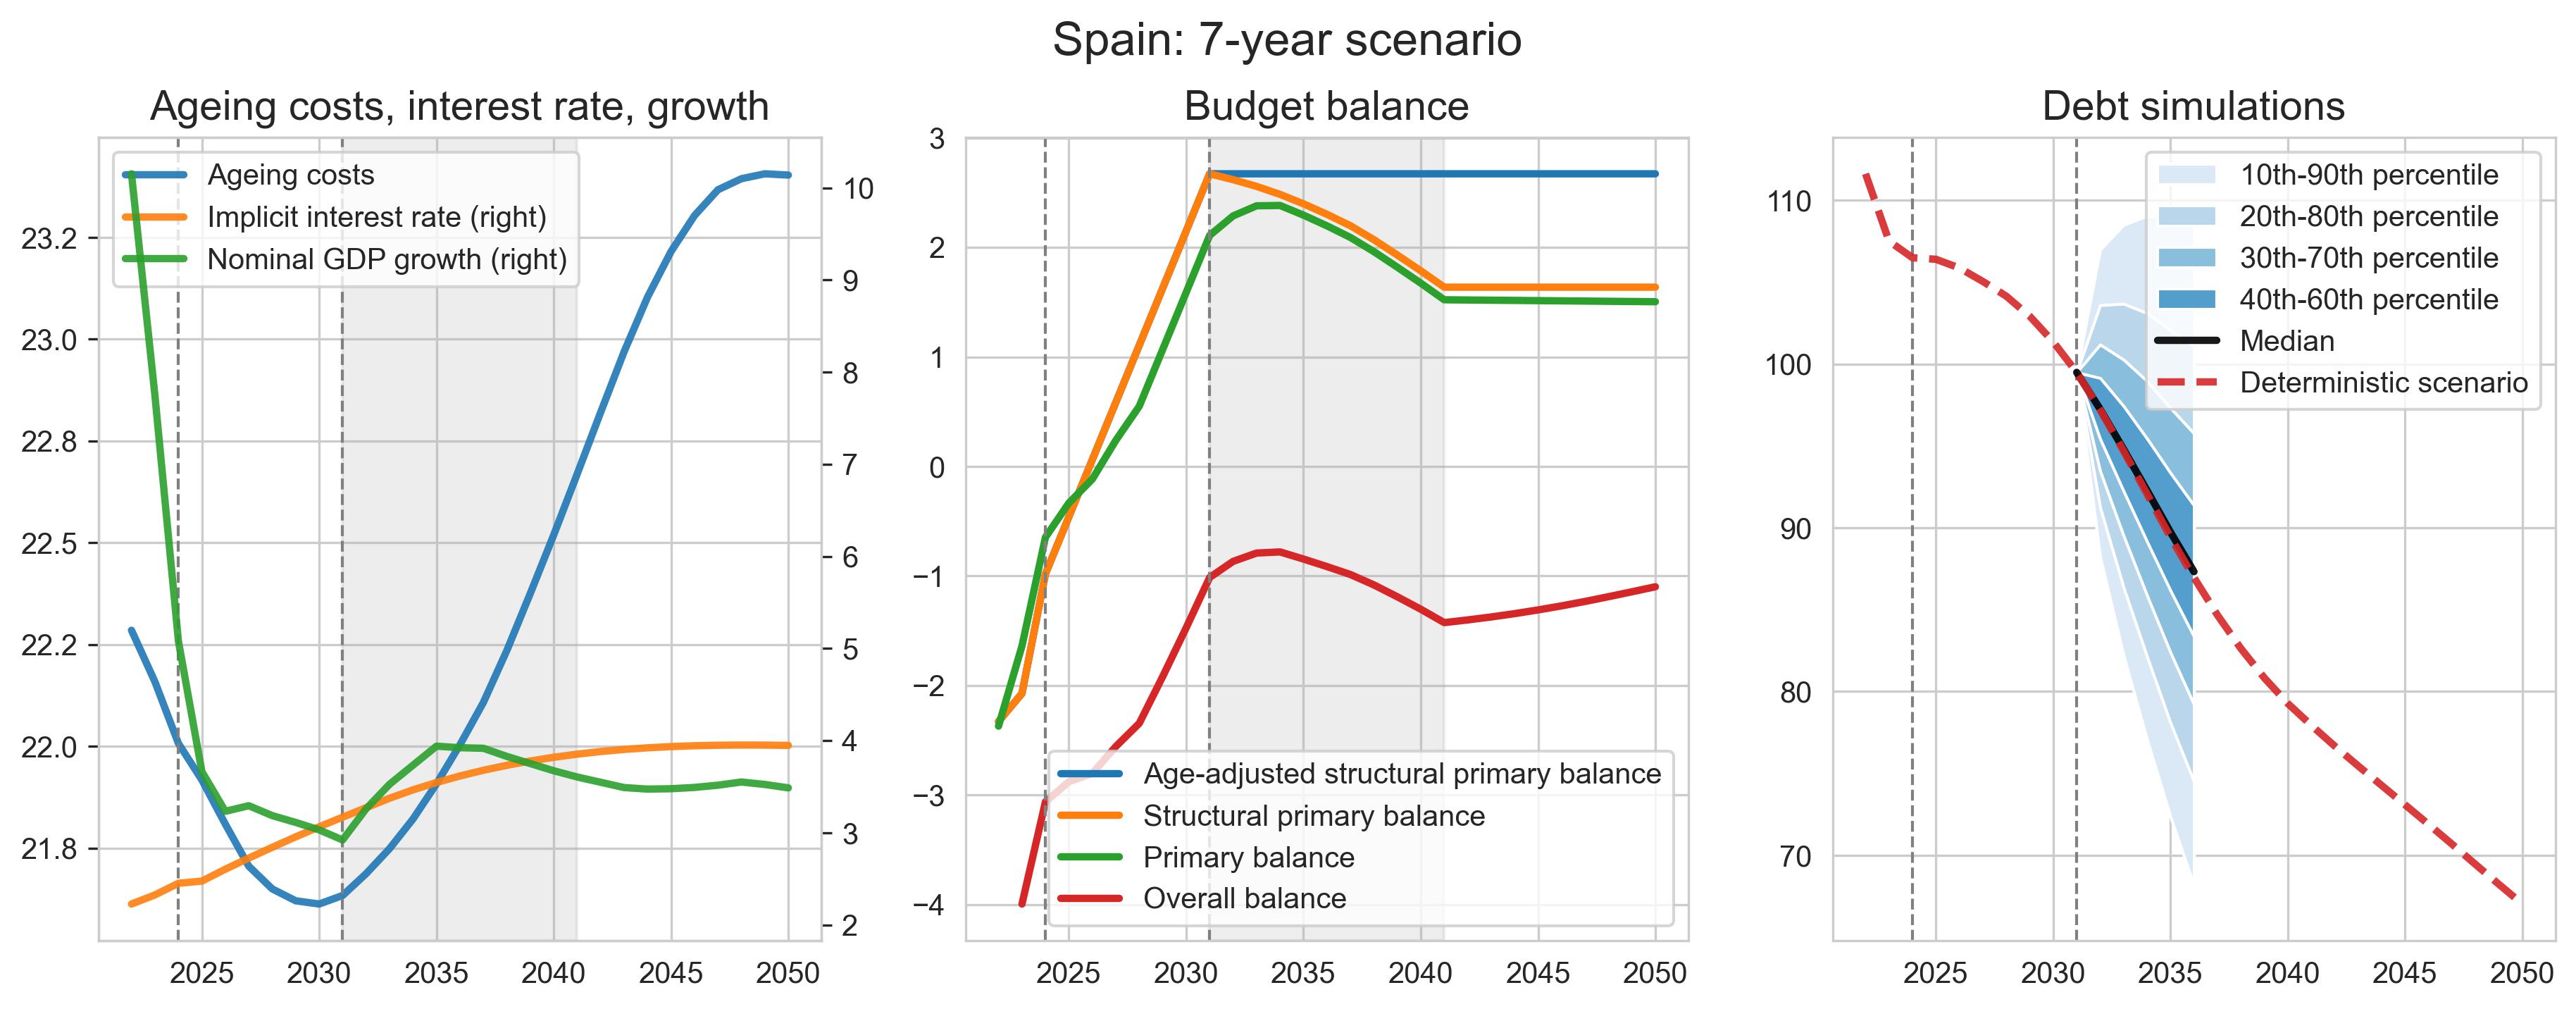 Spain: 7-year scenario
Ageing costs, interest rate, growth
Ageing costs
Implicit interest rate (right)
Nominal GDP growth (right)
23.2
23.0
22.8
22.5
22.2
22.0
21.8
10
9
8
7
6
5
4
3
2
2025 2030 2035 2040 2045 2050
Budget balance
3
2
1
0
−1
−2
−3
−4
Age-adjusted structural primary balance
Structural primary balance
Primary balance
Overall balance
2025 2030 2035 2040 2045 2050
Debt simulations
110
100
90
80
70
10th-90th percentile
20th-80th percentile
30th-70th percentile
40th-60th percentile
Median
Deterministic scenario
2025 2030 2035 2040 2045 2050